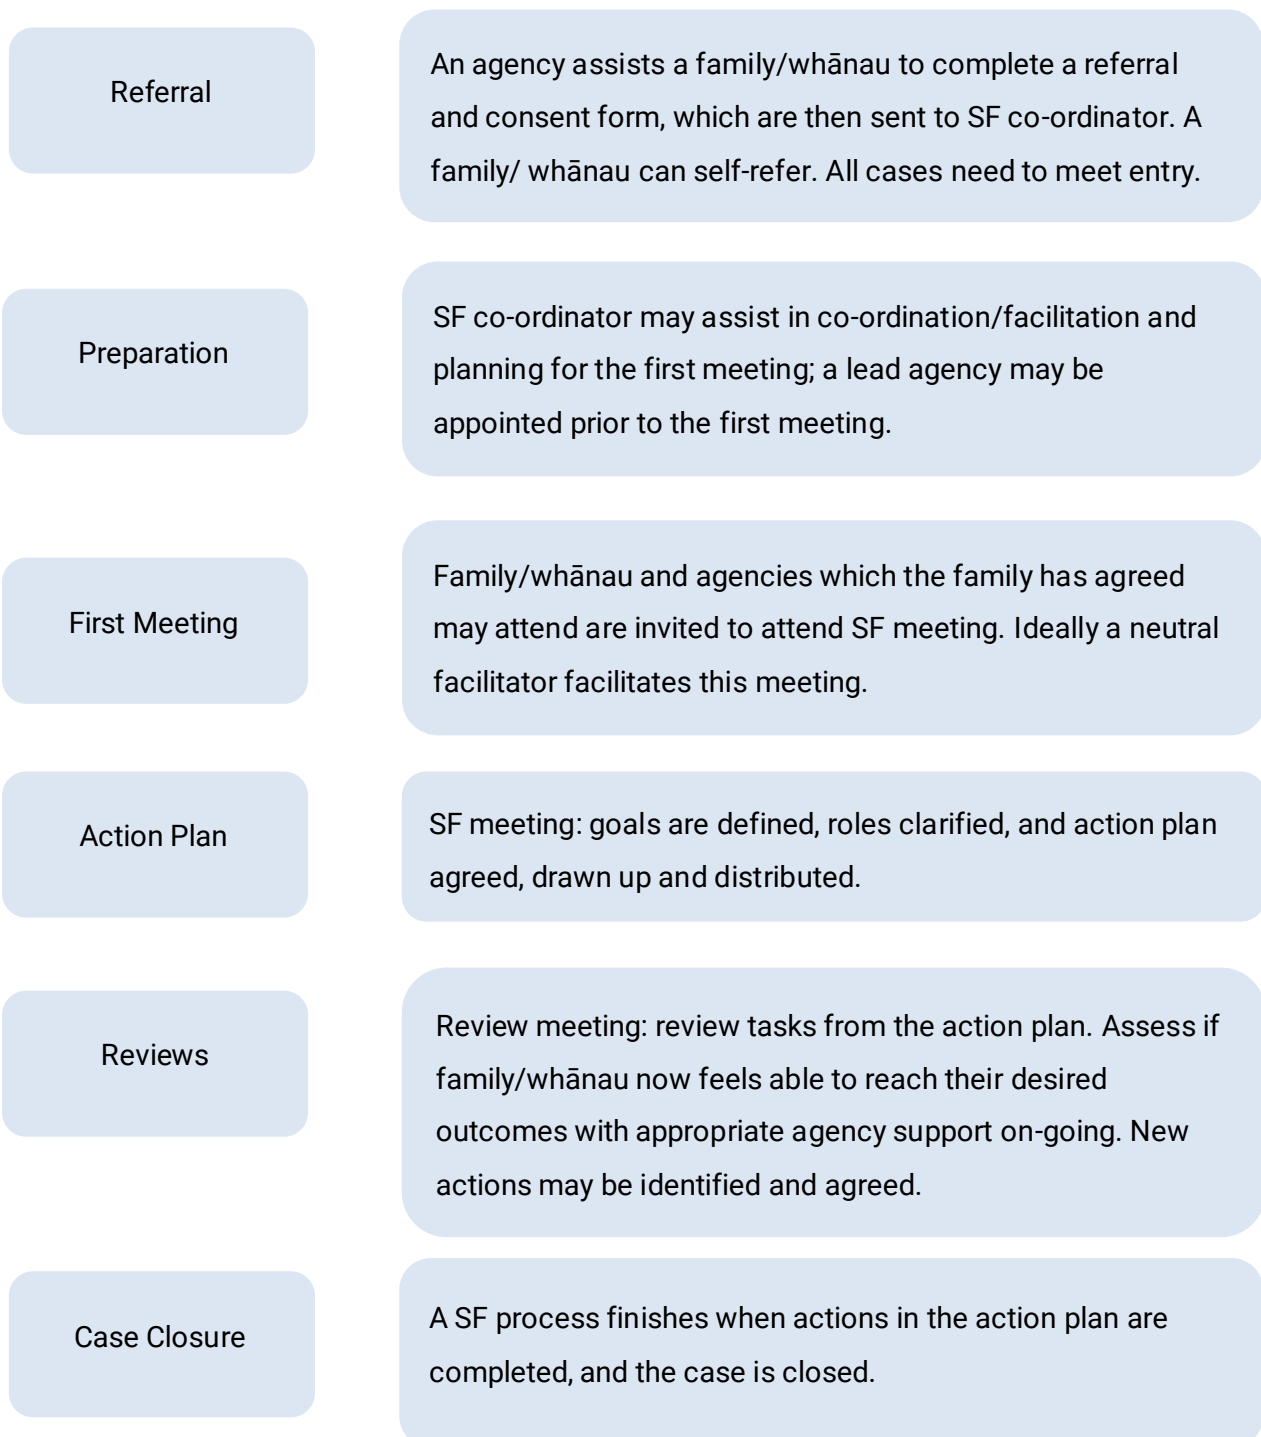 Referral
An agency assists a family/whānau to complete a referral
and consent form, which are then sent to SF co-ordinator. A
family/ whānau can self-refer. All cases need to meet entry.
Preparation
SF co-ordinator may assist in co-ordination/facilitation and
planning for the first meeting; a lead agency may be
appointed prior to the first meeting.
First Meeting
Family/whānau and agencies which the family has agreed
may attend are invited to attend SF meeting. Ideally a neutral
facilitator facilitates this meeting.
Action Plan
SF meeting: goals are defined, roles clarified, and action plan
agreed, drawn up and distributed.
Reviews
Review meeting: review tasks from the action plan. Assess if
family/whānau now feels able to reach their desired
outcomes with appropriate agency support on-going. New
actions may be identified and agreed.
Case Closure
A SF process finishes when actions in the action plan are
completed, and the case is closed.